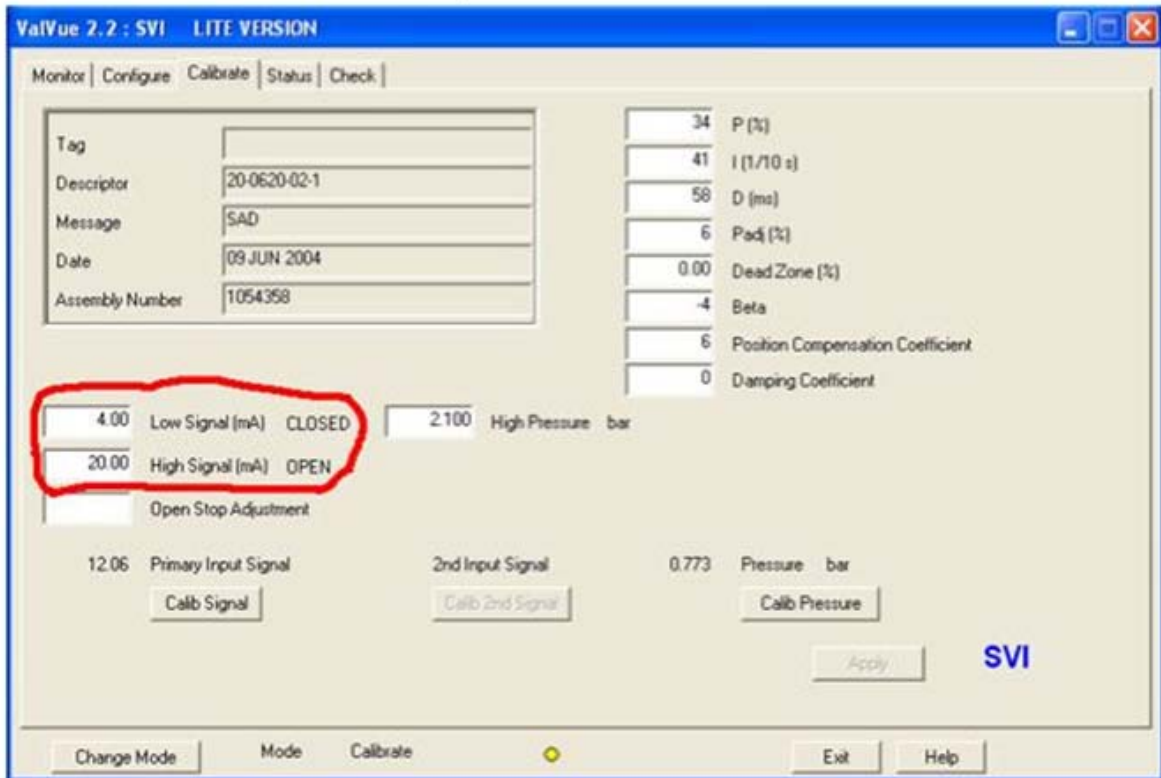 ValVue 2.2 : SVI LITE VERSION
Monitor Configure Calibrate Status Check
Tag
Descriptor 20-0620-02-1
Message SAD
Date 09 JUN 2004
Assembly Number 1054358
34 P (%)
41 I (1/10 s)
58 D (ms)
6 Padj (%)
0.00 Dead Zone (%)
-4 Beta
6 Position Compensation Coefficient
0 Damping Coefficient
4.00 Low Signal (mA) CLOSED 2.100 High Pressure bar
20.00 High Signal (mA) OPEN
Open Stop Adjustment
12.06 Primary Input Signal 2nd Input Signal 0.773 Pressure bar
Calib Signal Calib 2nd Signal Calib Pressure
Apply SVI
Change Mode Mode Calibrate Exit Help